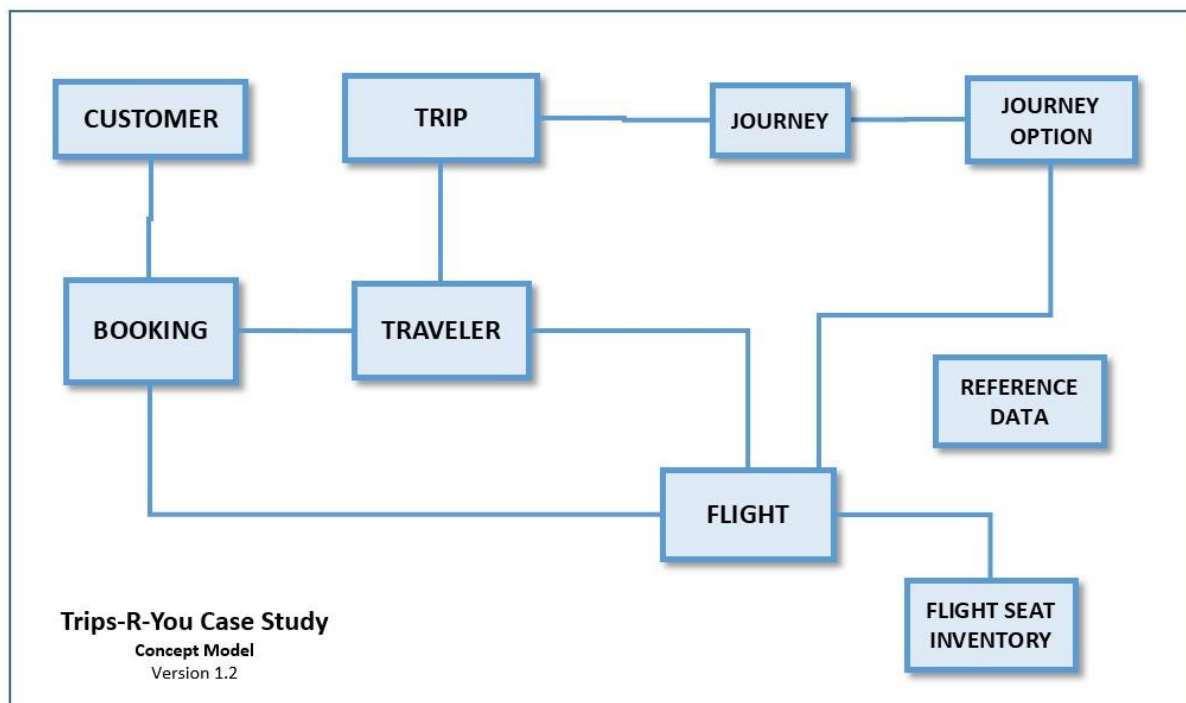 CUSTOMER
TRIP
JOURNEY
JOURNEY
OPTION
BOOKING
TRAVELER
REFERENCE
DATA
FLIGHT
FLIGHT SEAT
INVENTORY
Trips-R-You Case Study
Concept Model
Version 1.2